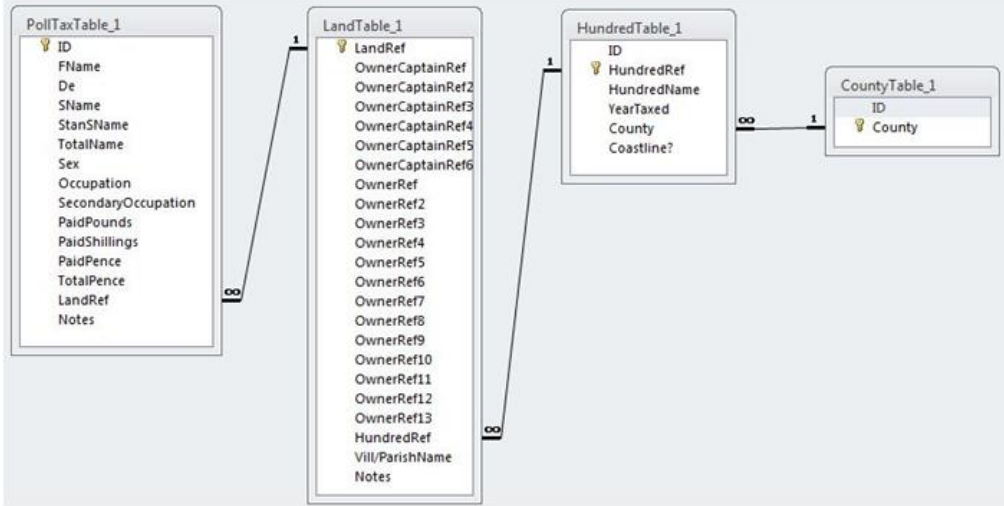 PollTaxTable_1
ID
FName
De
SName
StanSName
TotalName
Sex
Occupation
SecondaryOccupation
PaidPounds
PaidShillings
PaidPence
TotalPence
LandRef
Notes
∞
1
LandTable_1
LandRef
OwnerCaptainRef
OwnerCaptainRef2
OwnerCaptainRef3
OwnerCaptainRef4
OwnerCaptainRef5
OwnerCaptainRef6
OwnerRef
OwnerRef2
OwnerRef3
OwnerRef4
OwnerRef5
OwnerRef6
OwnerRef7
OwnerRef8
OwnerRef9
OwnerRef10
OwnerRef11
OwnerRef12
OwnerRef13
HundredRef
Vill/ParishName
Notes
∞
1
HundredTable_1
ID
HundredRef
HundredName
YearTaxed
County
Coastline?
∞
1
CountyTable_1
ID
County